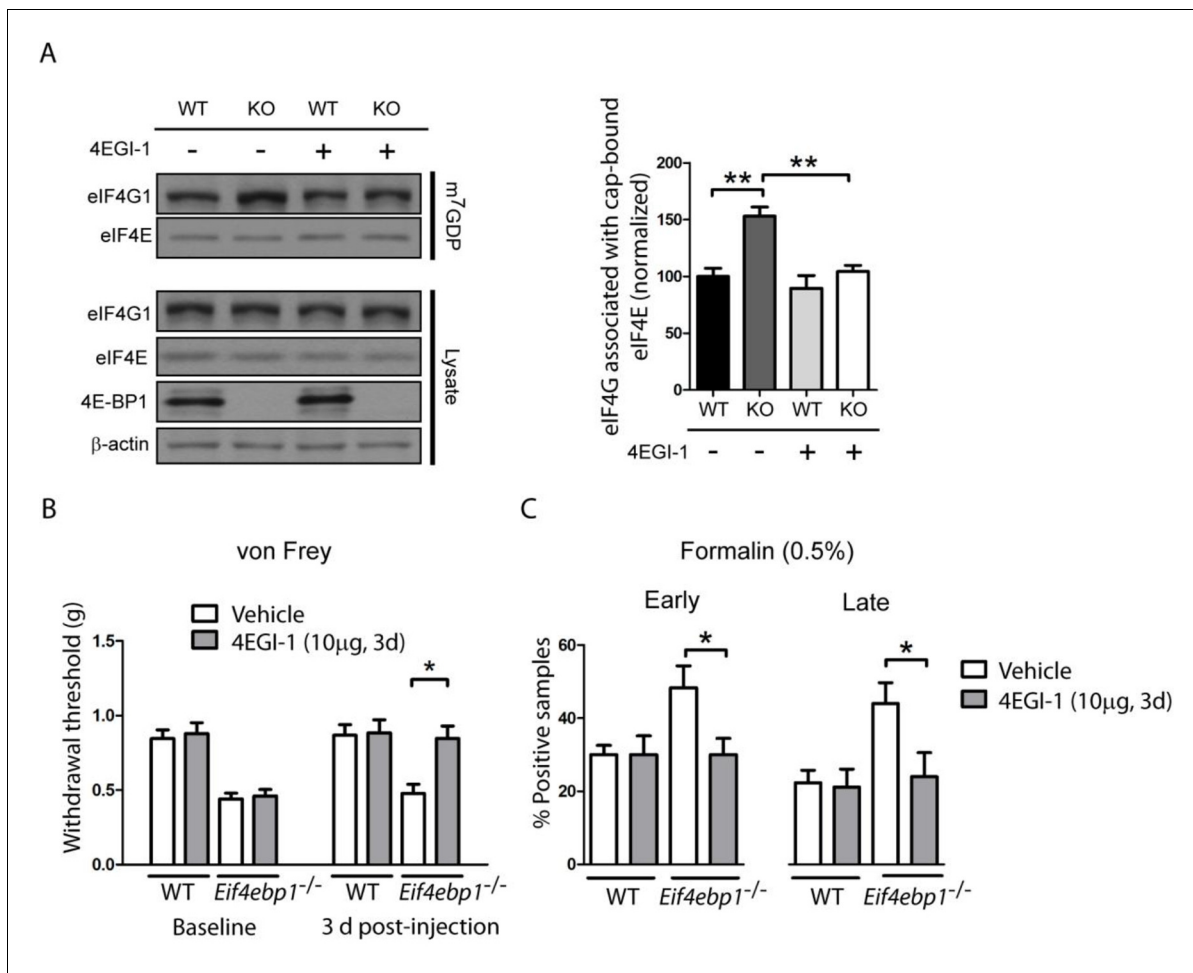 A
WT KO WT KO
4EGI-1 - - + +
eIF4G1
eIF4E
m⁷GDP
eIF4G1
eIF4E
4E-BP1
β-actin
Lysate
eIF4G associated with cap-bound
eIF4E (normalized)
200
150
100
50
0
** **
WT KO WT KO
4EGI-1 - - + +
B
von Frey
Vehicle
4EGI-1 (10µg, 3d)
Withdrawal threshold (g)
1.5
1.0
0.5
0.0
*
WT Eif4ebp1⁻/⁻ WT Eif4ebp1⁻/⁻
Baseline 3 d post-injection
C
Formalin (0.5%)
Early Late
% Positive samples
60
40
20
0
* *
WT Eif4ebp1⁻/⁻ WT Eif4ebp1⁻/⁻
Vehicle
4EGI-1 (10µg, 3d)